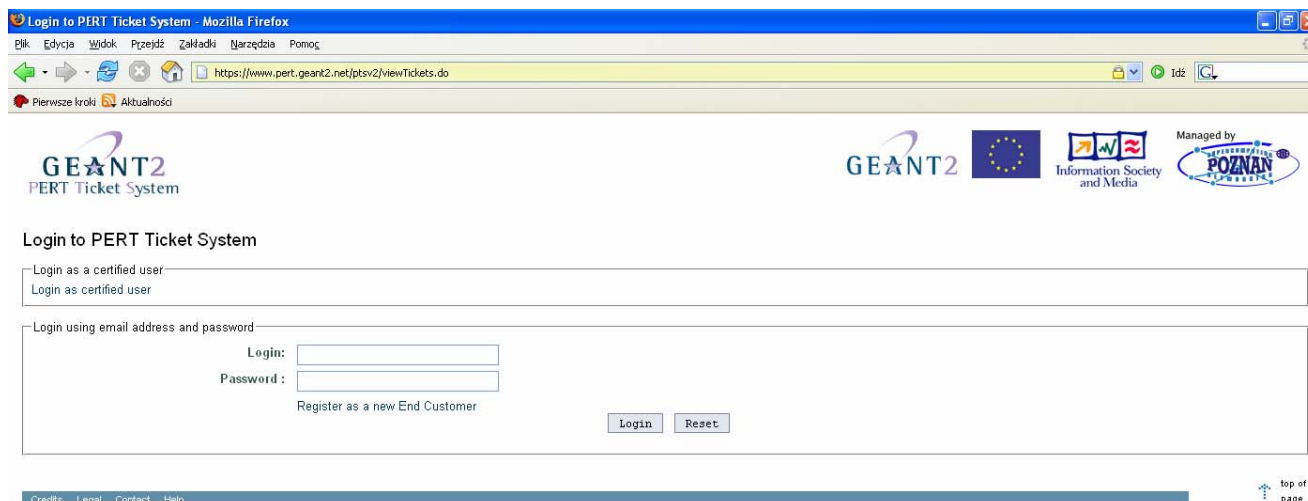 Login to PERT Ticket System - Mozilla Firefox
Plik Edycja Widok Przejdź Zakładki Narzędzia Pomoc
https://www.pert.geant2.net/ptsv2/viewTickets.do Idź G
Pierwsze kroki Aktualności
GEANT2
PERT Ticket System
GEANT2
Information Society
and Media
Managed by
SUPERCOMPUTING
POZNAŃ
Login to PERT Ticket System
Login as a certified user
Login as certified user
Login using email address and password
Login:
Password :
Register as a new End Customer
Login Reset
Credits Legal Contact Help
top of
page